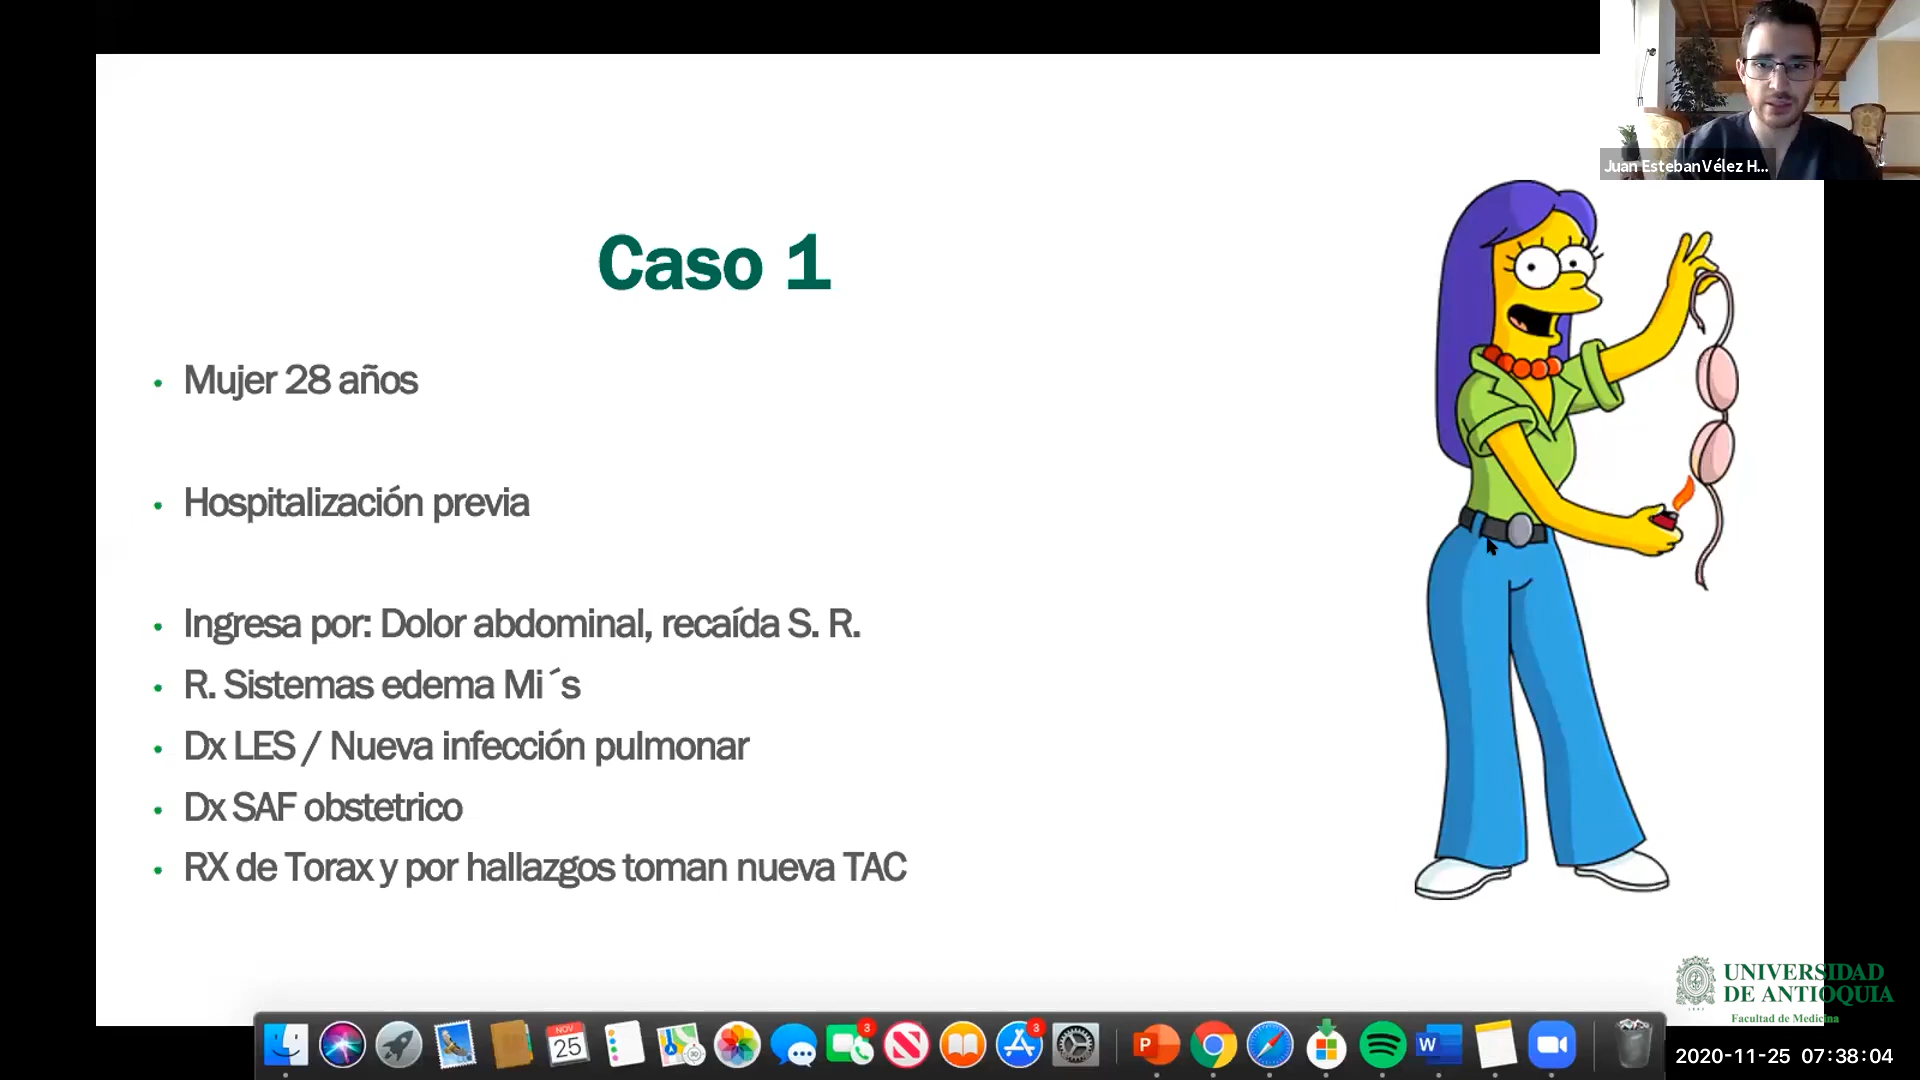 Juan Esteban Vélez H...
Caso 1
Mujer 28 años
Hospitalización previa
Ingresa por: Dolor abdominal, recaída S. R.
R. Sistemas edema Mi´s
Dx LES / Nueva infección pulmonar
Dx SAF obstetrico
RX de Torax y por hallazgos toman nueva TAC
UNIVERSIDAD
DE ANTIOQUIA
Facultad de Medicina
NOV
25
3
3
P
W
2020-11-25 07:38:04